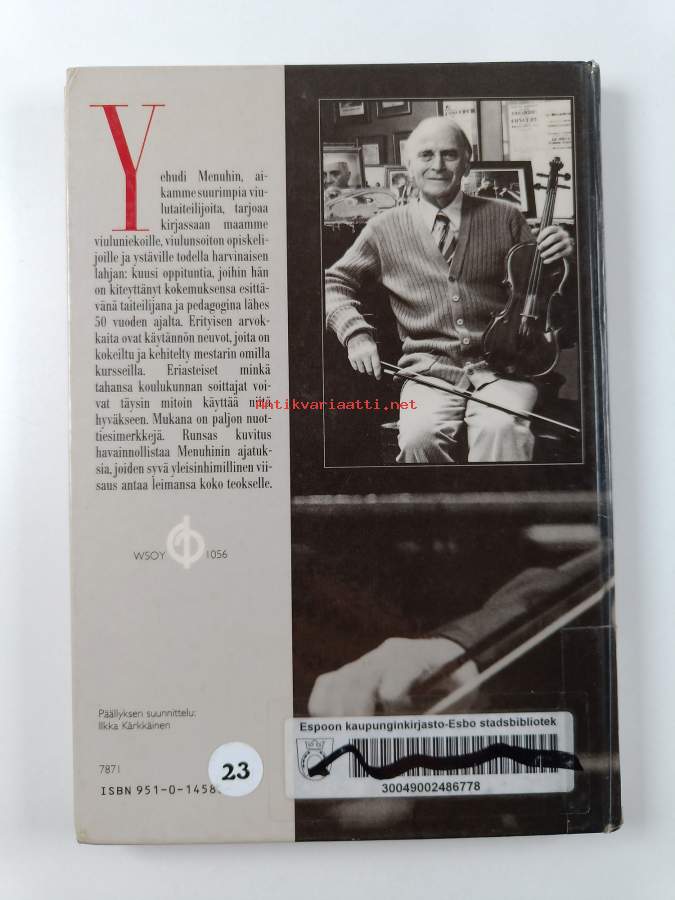 Yehudi Menuhin, ai-
kamme suurimpia viu-
lutaiteilijoita, tarjoaa
kirjassaan maamme
viuluniekoille, viulunsoiton opiskeli-
joille ja ystäville todella harvinaisen
lahjan: kuusi oppituntia, joihin hän
on kiteyttänyt kokemuksensa esittä-
vänä taiteilijana ja pedagogina lähes
50 vuoden ajalta. Erityisen arvok-
kaita ovat käytännön neuvot, joita on
kokeiltu ja kehitelty mestarin omilla
kursseilla. Eriasteiset minkä
tahansa koulukunnan soittajat voi-
vat täysin mitoin käyttää niitä
hyväkseen. Mukana on paljon nuot-
tiesimerkkejä. Runsas kuvitus
havainnollistaa Menuhinin ajatuk-
sia, joiden syvä yleisinhimillinen vii-
saus antaa leimansa koko teokselle.
WSOY 1056
Päällyksen suunnittelu:
Ilkka Kärkkäinen
7871
ISBN 951-0-1458
23
Espoon kaupunginkirjasto-Esbo stadsbibliotek
30049002486778
Antikvariaatti.net
CONCERT